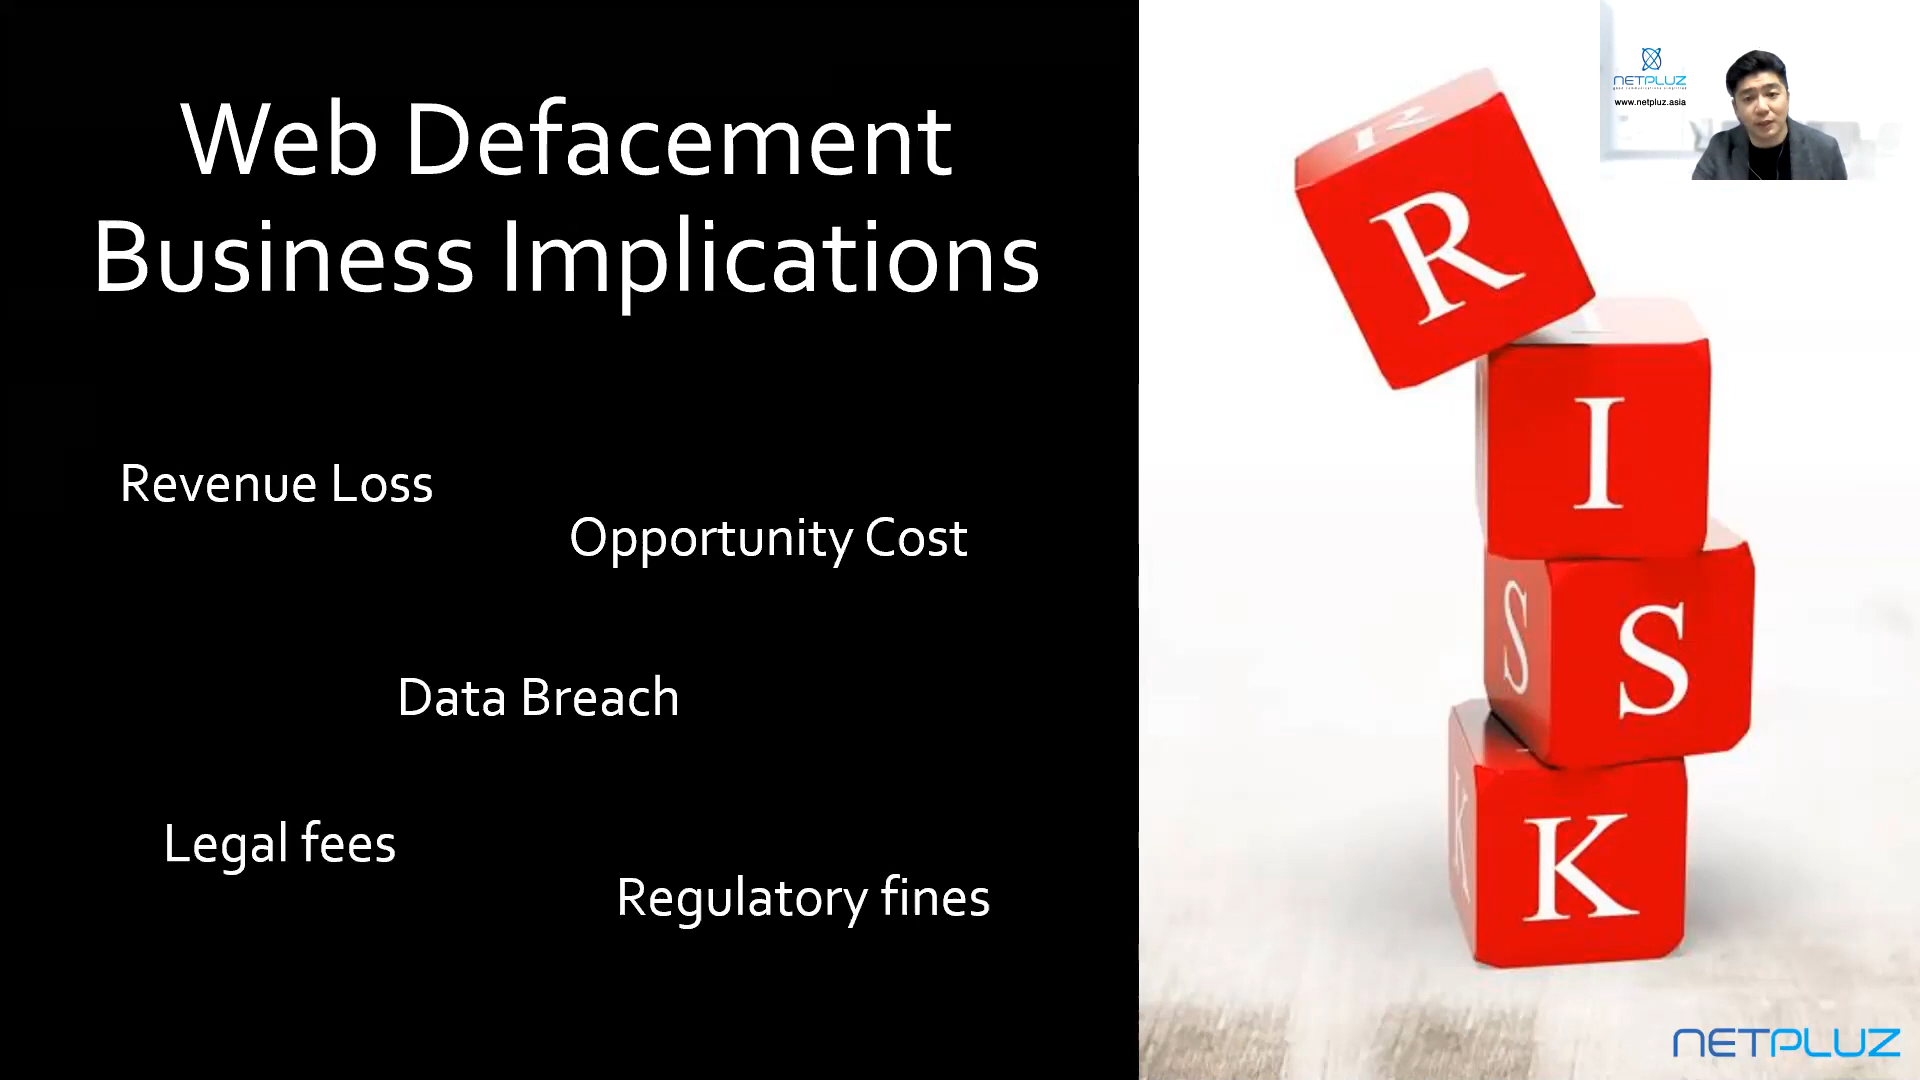 Web Defacement
Business Implications
Revenue Loss
Opportunity Cost
Data Breach
Legal fees
Regulatory fines
NETPLUZ
www.netpluz.asia
R
R
I
S
S
K
K
NETPLUZ